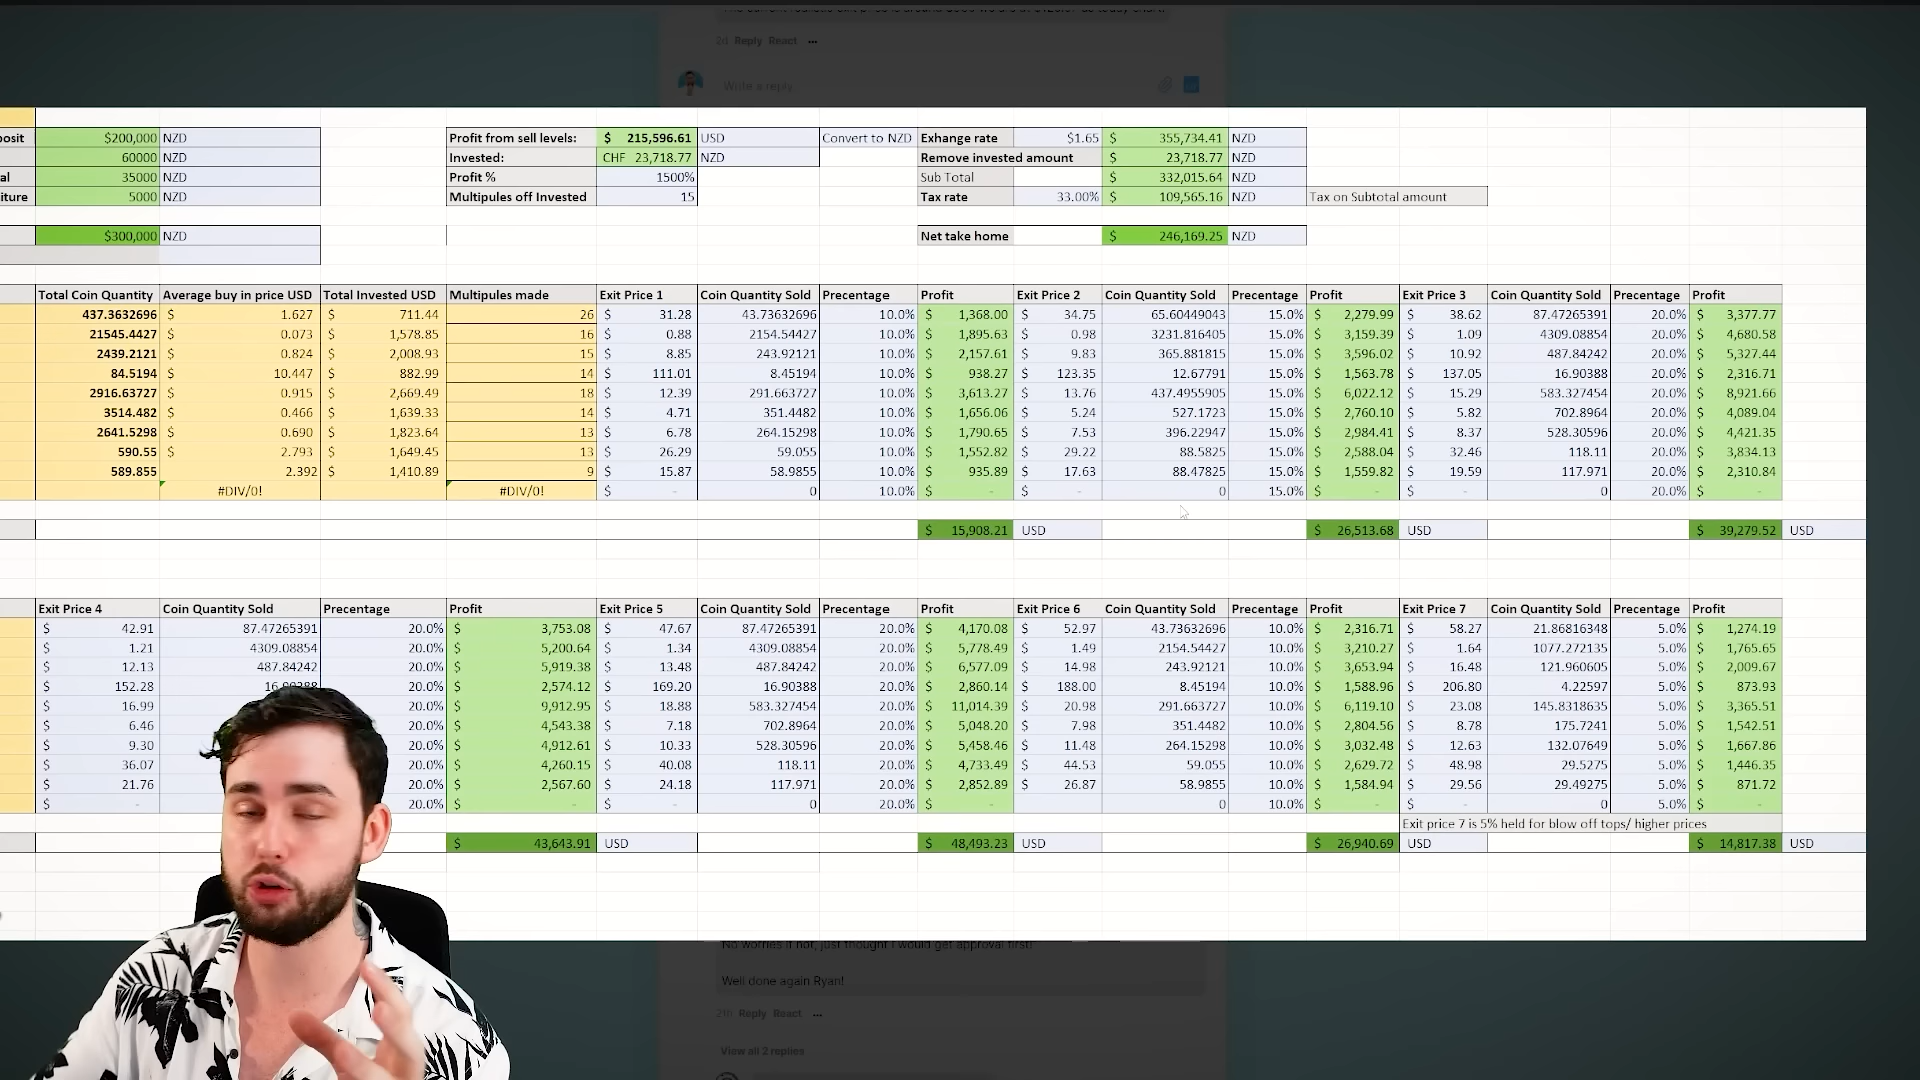 2d Reply React ...
Write a reply...
osit $200,000 NZD Profit from sell levels: $ 215,596.61 USD Convert to NZD Exhange rate $1.65 $ 355,734.41 NZD
60000 NZD Invested: CHF 23,718.77 NZD Remove invested amount $ 23,718.77 NZD
al 35000 NZD Profit % 1500% Sub Total $ 332,015.64 NZD
iture 5000 NZD Multipules off Invested 15 Tax rate 33.00% $ 109,565.16 NZD Tax on Subtotal amount
$300,000 NZD Net take home $ 246,169.25 NZD
Total Coin Quantity Average buy in price USD Total Invested USD Multipules made Exit Price 1 Coin Quantity Sold Precentage Profit Exit Price 2 Coin Quantity Sold Precentage Profit Exit Price 3 Coin Quantity Sold Precentage Profit
437.3632696 $ 1.627 $ 711.44 26 $ 31.28 43.73632696 10.0% $ 1,368.00 $ 34.75 65.60449043 15.0% $ 2,279.99 $ 38.62 87.47265391 20.0% $ 3,377.77
21545.4427 $ 0.073 $ 1,578.85 16 $ 0.88 2154.54427 10.0% $ 1,895.63 $ 0.98 3231.816405 15.0% $ 3,159.39 $ 1.09 4309.08854 20.0% $ 4,680.58
2439.2121 $ 0.824 $ 2,008.93 15 $ 8.85 243.92121 10.0% $ 2,157.61 $ 9.83 365.881815 15.0% $ 3,596.02 $ 10.92 487.84242 20.0% $ 5,327.44
84.5194 $ 10.447 $ 882.99 14 $ 111.01 8.45194 10.0% $ 938.27 $ 123.35 12.67791 15.0% $ 1,563.78 $ 137.05 16.90388 20.0% $ 2,316.71
2916.63727 $ 0.915 $ 2,669.49 18 $ 12.39 291.663727 10.0% $ 3,613.27 $ 13.76 437.4955905 15.0% $ 6,022.12 $ 15.29 583.327454 20.0% $ 8,921.66
3514.482 $ 0.466 $ 1,639.33 14 $ 4.71 351.4482 10.0% $ 1,656.06 $ 5.24 527.1723 15.0% $ 2,760.10 $ 5.82 702.8964 20.0% $ 4,089.04
2641.5298 $ 0.690 $ 1,823.64 13 $ 6.78 264.15298 10.0% $ 1,790.65 $ 7.53 396.22947 15.0% $ 2,984.41 $ 8.37 528.30596 20.0% $ 4,421.35
590.55 $ 2.793 $ 1,649.45 13 $ 26.29 59.055 10.0% $ 1,552.82 $ 29.22 88.5825 15.0% $ 2,588.04 $ 32.46 118.11 20.0% $ 3,834.13
589.855 2.392 $ 1,410.89 9 $ 15.87 58.9855 10.0% $ 935.89 $ 17.63 88.47825 15.0% $ 1,559.82 $ 19.59 117.971 20.0% $ 2,310.84
#DIV/0! #DIV/0! $ - 0 10.0% $ - $ - 0 15.0% $ - $ - 0 20.0% $ -
$ 15,908.21 USD $ 26,513.68 USD $ 39,279.52 USD
Exit Price 4 Coin Quantity Sold Precentage Profit Exit Price 5 Coin Quantity Sold Precentage Profit Exit Price 6 Coin Quantity Sold Precentage Profit Exit Price 7 Coin Quantity Sold Precentage Profit
$ 42.91 87.47265391 20.0% $ 3,753.08 $ 47.67 87.47265391 20.0% $ 4,170.08 $ 52.97 43.73632696 10.0% $ 2,316.71 $ 58.27 21.86816348 5.0% $ 1,274.19
$ 1.21 4309.08854 20.0% $ 5,200.64 $ 1.34 4309.08854 20.0% $ 5,778.49 $ 1.49 2154.54427 10.0% $ 3,210.27 $ 1.64 1077.272135 5.0% $ 1,765.65
$ 12.13 487.84242 20.0% $ 5,919.38 $ 13.48 487.84242 20.0% $ 6,577.09 $ 14.98 243.92121 10.0% $ 3,653.94 $ 16.48 121.960605 5.0% $ 2,009.67
$ 152.28 16.90388 20.0% $ 2,574.12 $ 169.20 16.90388 20.0% $ 2,860.14 $ 188.00 8.45194 10.0% $ 1,588.96 $ 206.80 4.22597 5.0% $ 873.93
$ 16.99 20.0% $ 9,912.95 $ 18.88 583.327454 20.0% $ 11,014.39 $ 20.98 291.663727 10.0% $ 6,119.10 $ 23.08 145.8318635 5.0% $ 3,365.51
$ 6.46 20.0% $ 4,543.38 $ 7.18 702.8964 20.0% $ 5,048.20 $ 7.98 351.4482 10.0% $ 2,804.56 $ 8.78 175.7241 5.0% $ 1,542.51
$ 9.30 20.0% $ 4,912.61 $ 10.33 528.30596 20.0% $ 5,458.46 $ 11.48 264.15298 10.0% $ 3,032.48 $ 12.63 132.07649 5.0% $ 1,667.86
$ 36.07 20.0% $ 4,260.15 $ 40.08 118.11 20.0% $ 4,733.49 $ 44.53 59.055 10.0% $ 2,629.72 $ 48.98 29.5275 5.0% $ 1,446.35
$ 21.76 20.0% $ 2,567.60 $ 24.18 117.971 20.0% $ 2,852.89 $ 26.87 58.9855 10.0% $ 1,584.94 $ 29.56 29.49275 5.0% $ 871.72
$ - 20.0% $ - $ - 0 20.0% $ - 0 10.0% $ - $ - 0 5.0% $ -
Exit price 7 is 5% held for blow off tops/ higher prices
$ 43,643.91 USD $ 48,493.23 USD $ 26,940.69 USD $ 14,817.38 USD
No worries if not, just thought I would get approval first!
Well done again Ryan!
21h Reply React ...
View all 2 replies